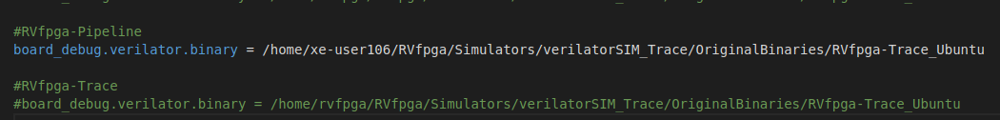 #RVfpga-Pipeline
board_debug.verilator.binary = /home/xe-user106/RVfpga/Simulators/verilatorSIM_Trace/OriginalBinaries/RVfpga-Trace_Ubuntu
#RVfpga-Trace
#board_debug.verilator.binary = /home/rvfpga/RVfpga/Simulators/verilatorSIM_Trace/OriginalBinaries/RVfpga-Trace_Ubuntu